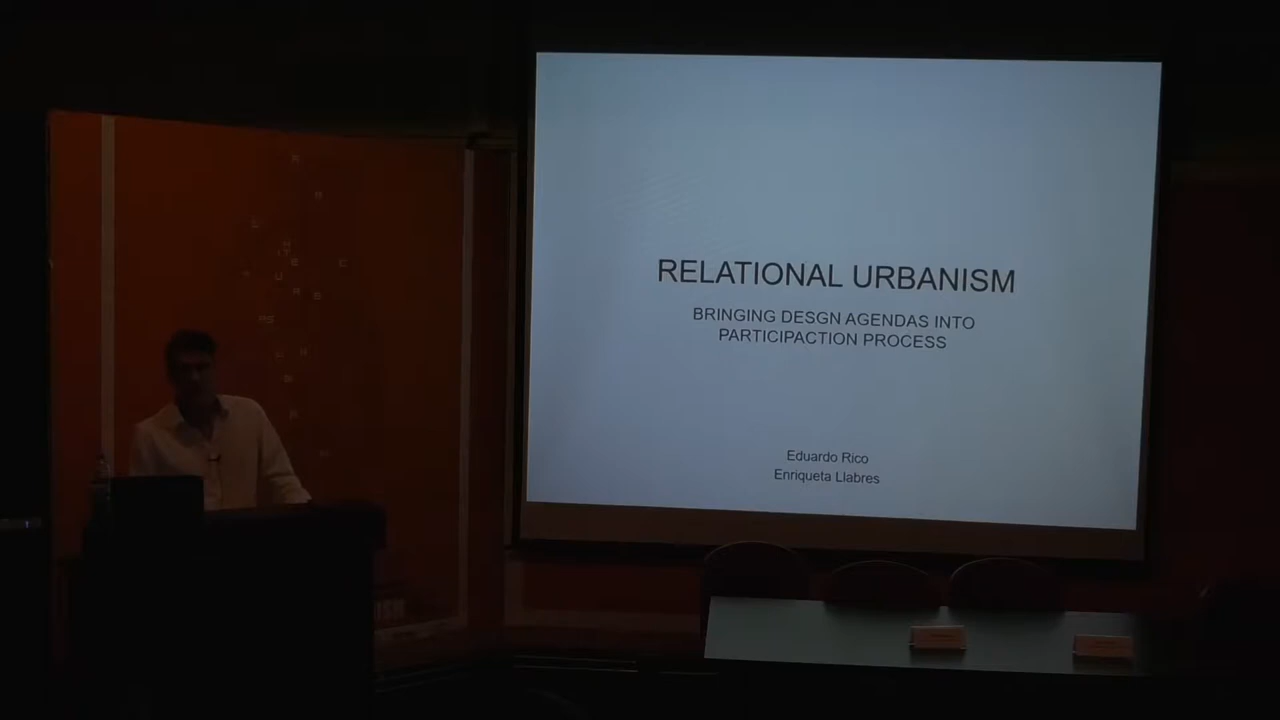 RELATIONAL URBANISM
BRINGING DESGN AGENDAS INTO
PARTICIPACTION PROCESS
Eduardo Rico
Enriqueta Llabres